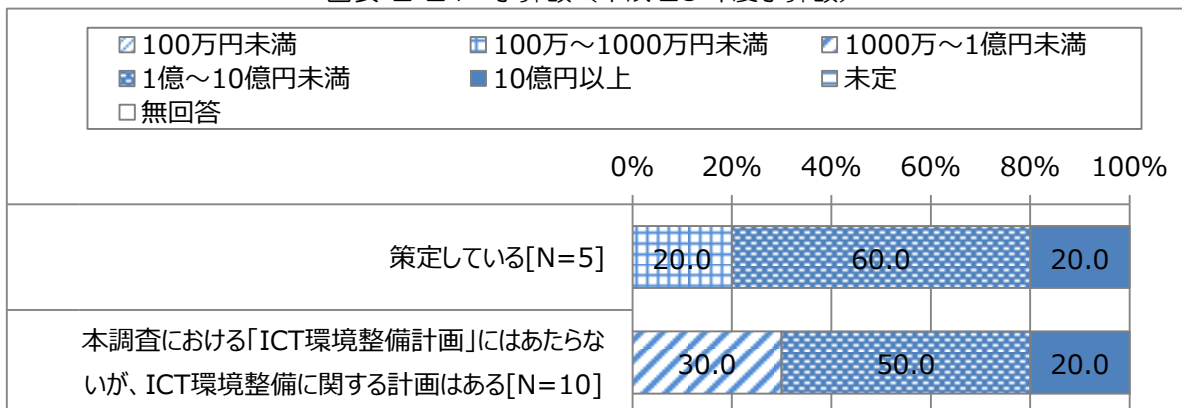 100万円未満 100万～1000万円未満 1000万～1億円未満
1億～10億円未満 10億円以上 未定
無回答
0% 20% 40% 60% 80% 100%
策定している[N=5] 20.0 60.0 20.0
本調査における「ICT環境整備計画」にはあたらな
いが、ICT環境整備に関する計画はある[N=10] 30.0 50.0 20.0